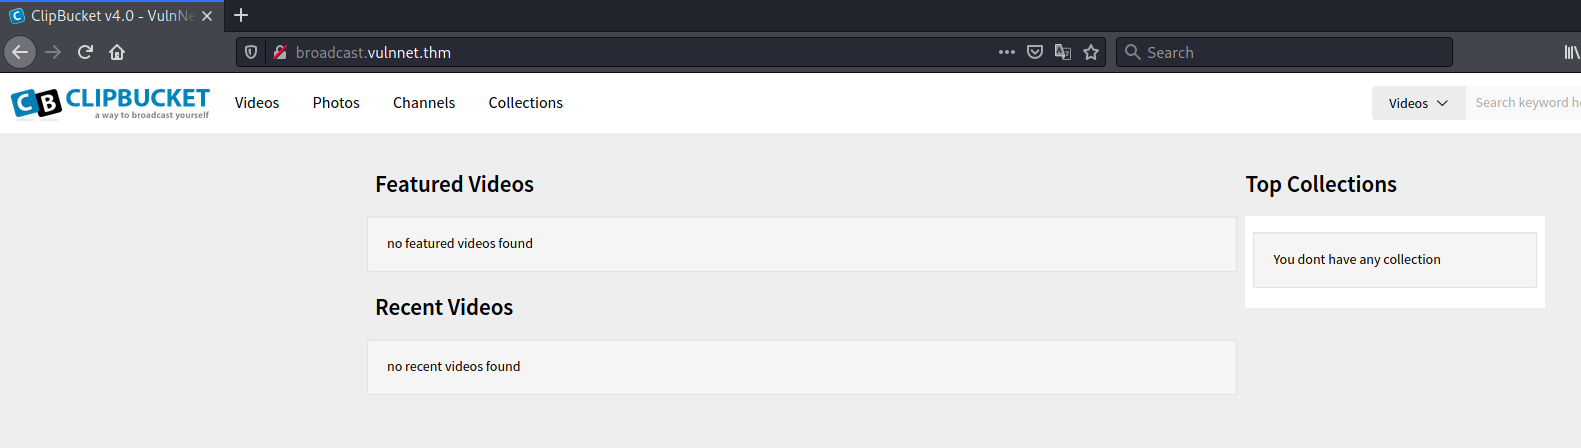 ClipBucket v4.0 - VulnNe
broadcast.vulnnet.thm
Search
CB CLIPBUCKET
a way to broadcast yourself
Videos Photos Channels Collections
Videos
Search keyword he
Featured Videos
no featured videos found
Recent Videos
no recent videos found
Top Collections
You dont have any collection